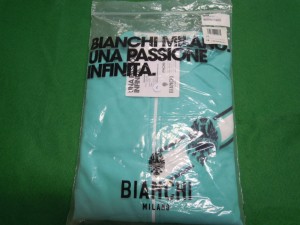 BIANCHI MILANO.
UNA PASSIONE
INFINITA.
BIANCHI
MILANO